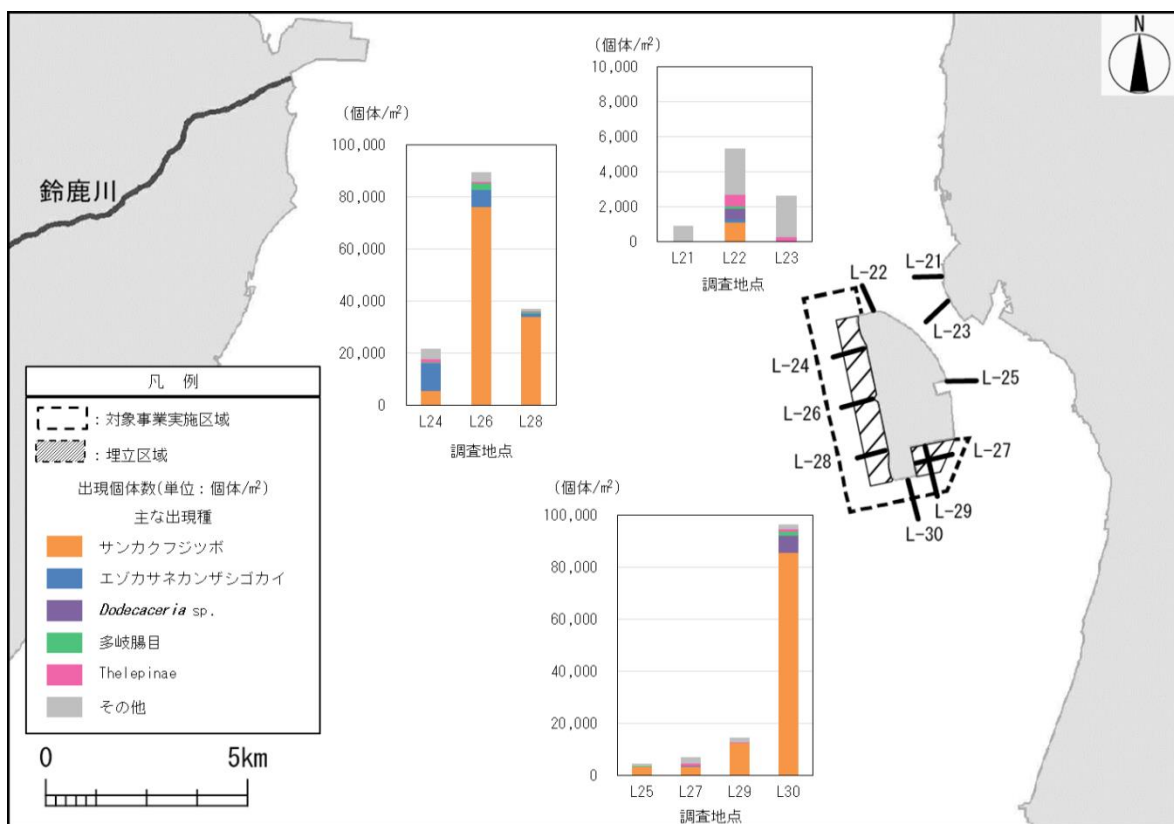 N
鈴鹿川
(個体/m²)
100,000
80,000
60,000
40,000
20,000
0
L24 L26 L28
調査地点
(個体/m²)
10,000
8,000
6,000
4,000
2,000
0
L21 L22 L23
調査地点
L-21
L-22
L-23
L-24
L-25
L-26
L-27
L-28
L-29
L-30
(個体/m²)
100,000
80,000
60,000
40,000
20,000
0
L25 L27 L29 L30
調査地点
凡 例
：対象事業実施区域
：埋立区域
出現個体数(単位：個体/m²)
主な出現種
サンカクフジツボ
エゾカサネカンザシゴカイ
Dodecaceria sp.
多岐腸目
Thelepinae
その他
0 5km